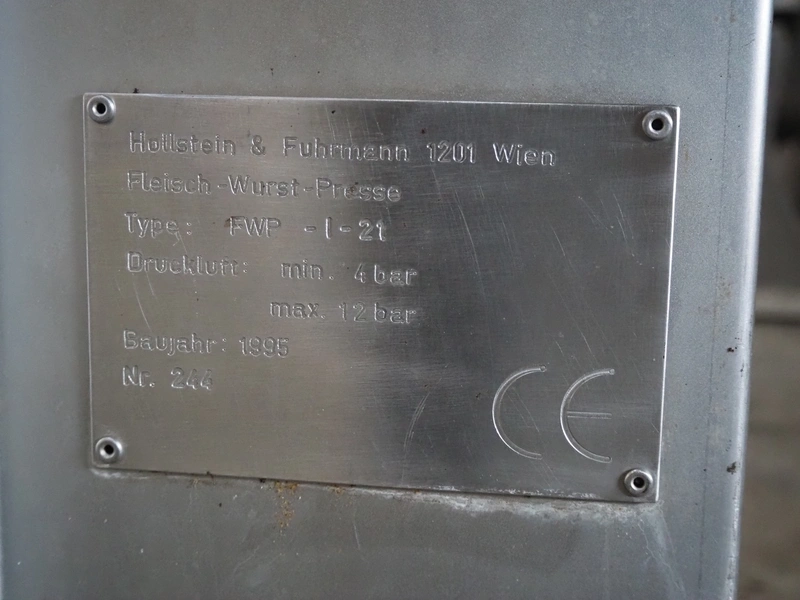 Hollstein & Fuhrmann 1201 Wien
Fleisch-Wurst-Presse
Type: FWP -I-2t
Druckluft: min. 4 bar
max. 12 bar
Baujahr: 1995
Nr. 244
CE